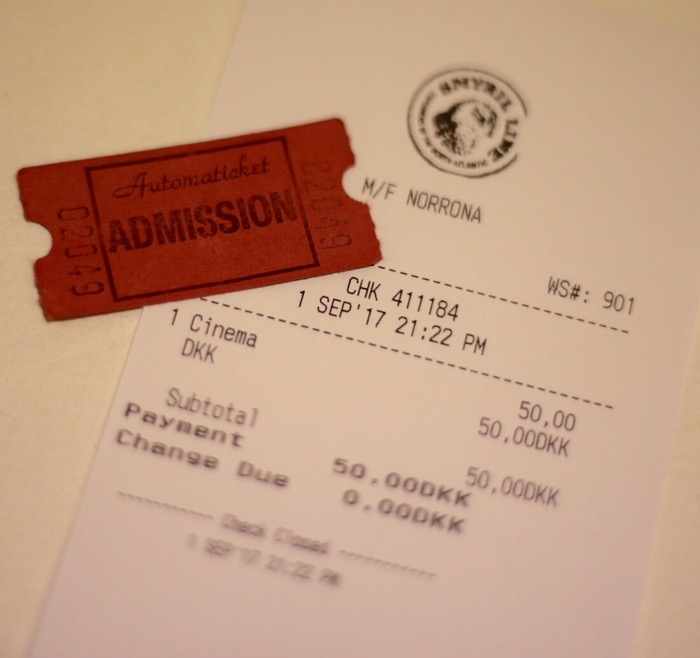 SMYRIL LINE
M/F NORRONA
WS#: 901
Automaticket
ADMISSION
02049
02049
CHK 411184
1 SEP'17 21:22 PM
1 Cinema 50,00
DKK 50,00DKK
Subtotal 50,00DKK
Payment 50.00DKK
Change Due 0.00DKK
Check Closed
1 SEP'17 21:22 PM